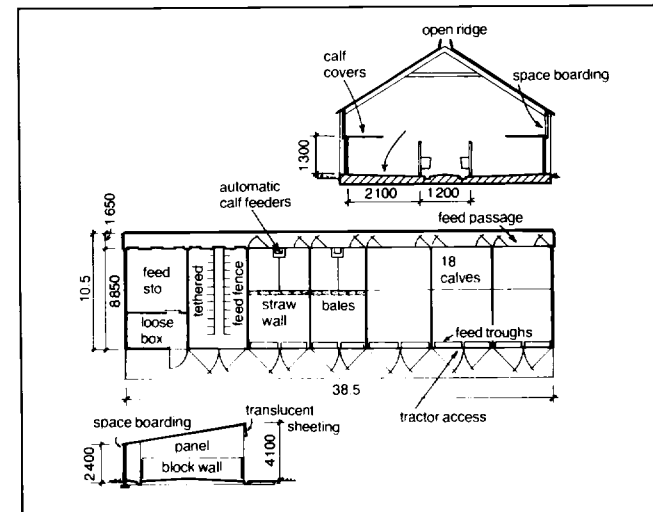 open ridge
calf
covers
space boarding
1300
2100
1200
automatic
calf feeders
feed passage
1650
10.5
8850
feed
sto
loose
box
tethered
feed fence
straw
wall
bales
18
calves
feed troughs
38.5
tractor access
space boarding
translucent
sheeting
2400
panel
block wall
4100